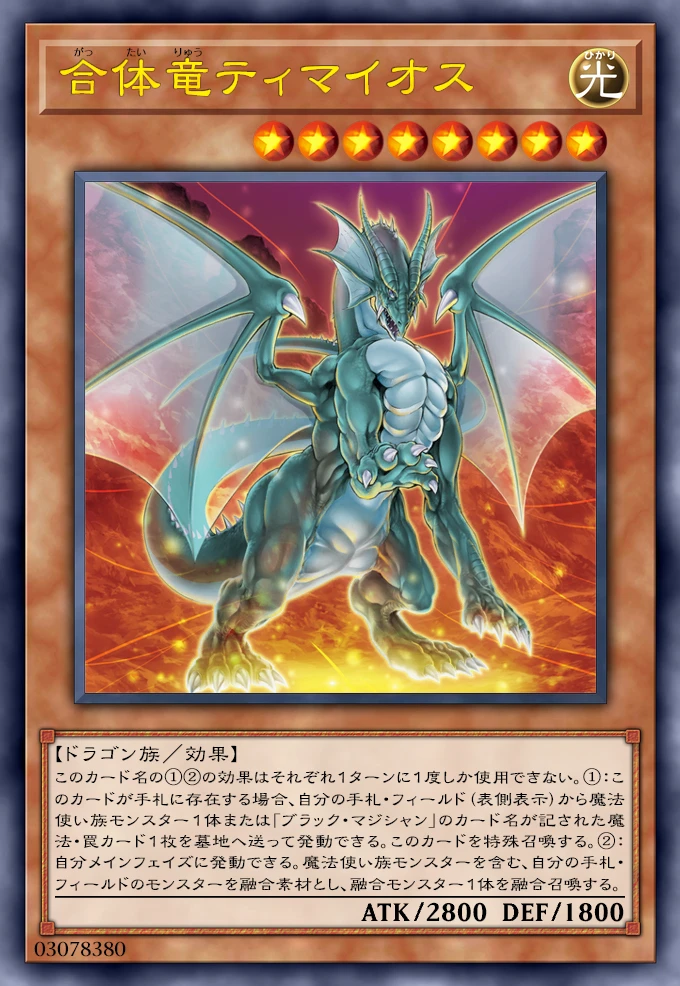 がっ たい りゅう
合体竜ティマイオス
ひかり
光
【ドラゴン族／効果】
このカード名の①②の効果はそれぞれ1ターンに1度しか使用できない。①：こ
のカードが手札に存在する場合、自分の手札・フィールド（表側表示）から魔法
使い族モンスター1体または「ブラック・マジシャン」のカード名が記された魔
法・罠カード1枚を墓地へ送って発動できる。このカードを特殊召喚する。②：
自分メインフェイズに発動できる。魔法使い族モンスターを含む、自分の手札・
フィールドのモンスターを融合素材とし、融合モンスター1体を融合召喚する。
ATK/2800 DEF/1800
03078380